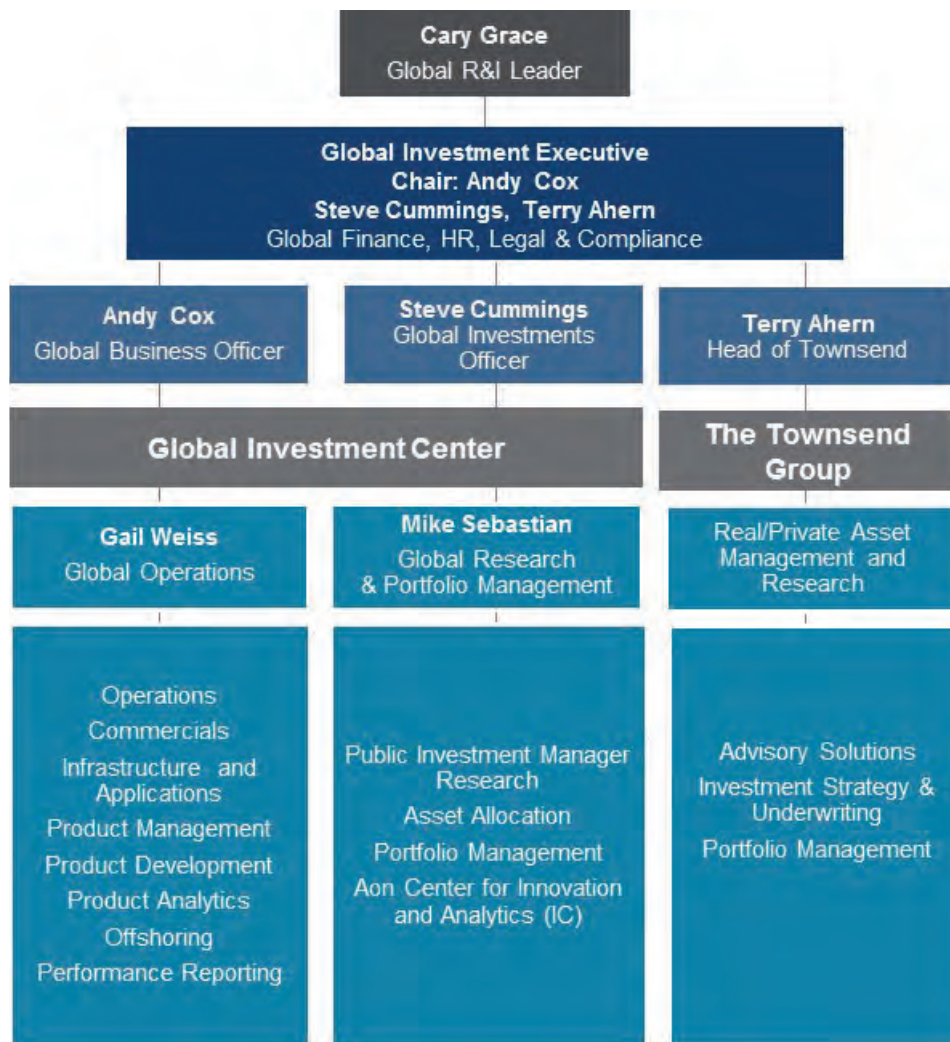 Cary Grace
Global R&I Leader
Global Investment Executive
Chair: Andy Cox
Steve Cummings, Terry Ahern
Global Finance, HR, Legal & Compliance
Andy Cox
Global Business Officer
Steve Cummings
Global Investments
Officer
Terry Ahern
Head of Townsend
Global Investment Center
The Townsend
Group
Gail Weiss
Global Operations
Mike Sebastian
Global Research
& Portfolio Management
Real/Private Asset
Management and
Research
Operations
Commercials
Infrastructure and
Applications
Product Management
Product Development
Product Analytics
Offshoring
Performance Reporting
Public Investment Manager
Research
Asset Allocation
Portfolio Management
Aon Center for Innovation
and Analytics (IC)
Advisory Solutions
Investment Strategy &
Underwriting
Portfolio Management